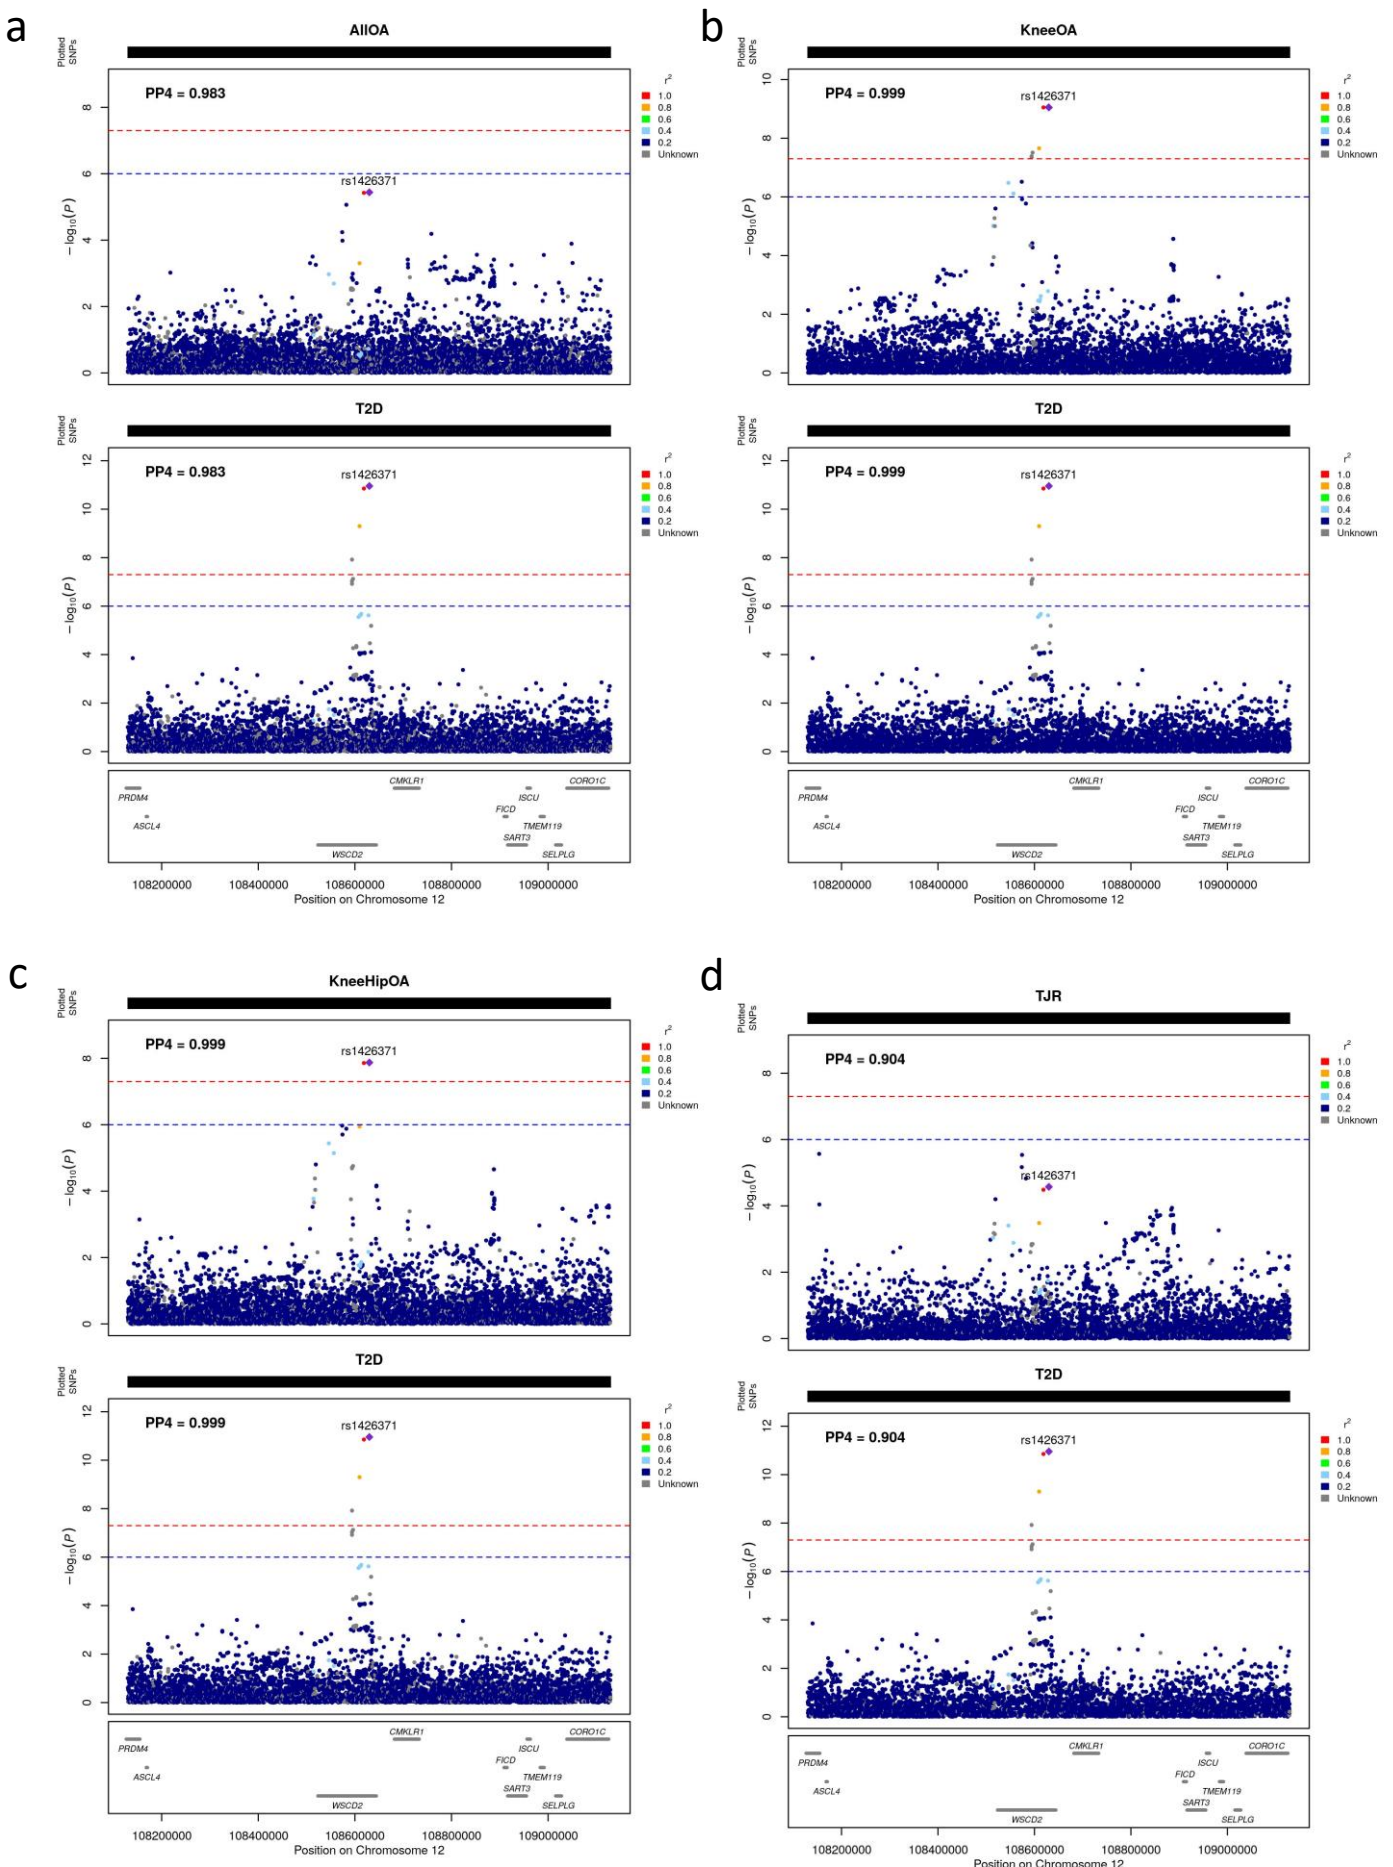 a
AllOA
Plotted
SNPs
PP4 = 0.983
rs1426371
r2
1.0
0.8
0.6
0.4
0.2
Unknown
− log10(P)
8
6
4
2
0
T2D
Plotted
SNPs
PP4 = 0.983
rs1426371
r2
1.0
0.8
0.6
0.4
0.2
Unknown
− log10(P)
12
10
8
6
4
2
0
CMKLR1
CORO1C
PRDM4
ISCU
FICD
ASCL4
TMEM119
SART3
WSCD2
SELPLG
108200000 108400000 108600000 108800000 109000000
Position on Chromosome 12
b
KneeOA
Plotted
SNPs
PP4 = 0.999
rs1426371
r2
1.0
0.8
0.6
0.4
0.2
Unknown
− log10(P)
10
8
6
4
2
0
T2D
Plotted
SNPs
PP4 = 0.999
rs1426371
r2
1.0
0.8
0.6
0.4
0.2
Unknown
− log10(P)
12
10
8
6
4
2
0
CMKLR1
CORO1C
PRDM4
ISCU
FICD
ASCL4
TMEM119
SART3
WSCD2
SELPLG
108200000 108400000 108600000 108800000 109000000
Position on Chromosome 12
c
KneeHipOA
Plotted
SNPs
PP4 = 0.999
rs1426371
r2
1.0
0.8
0.6
0.4
0.2
Unknown
− log10(P)
8
6
4
2
0
T2D
Plotted
SNPs
PP4 = 0.999
rs1426371
r2
1.0
0.8
0.6
0.4
0.2
Unknown
− log10(P)
12
10
8
6
4
2
0
CMKLR1
CORO1C
PRDM4
ISCU
FICD
ASCL4
TMEM119
SART3
WSCD2
SELPLG
108200000 108400000 108600000 108800000 109000000
Position on Chromosome 12
d
TJR
Plotted
SNPs
PP4 = 0.904
rs1426371
r2
1.0
0.8
0.6
0.4
0.2
Unknown
− log10(P)
8
6
4
2
0
T2D
Plotted
SNPs
PP4 = 0.904
rs1426371
r2
1.0
0.8
0.6
0.4
0.2
Unknown
− log10(P)
12
10
8
6
4
2
0
CMKLR1
CORO1C
PRDM4
ISCU
FICD
ASCL4
TMEM119
SART3
WSCD2
SELPLG
108200000 108400000 108600000 108800000 109000000
Position on Chromosome 12